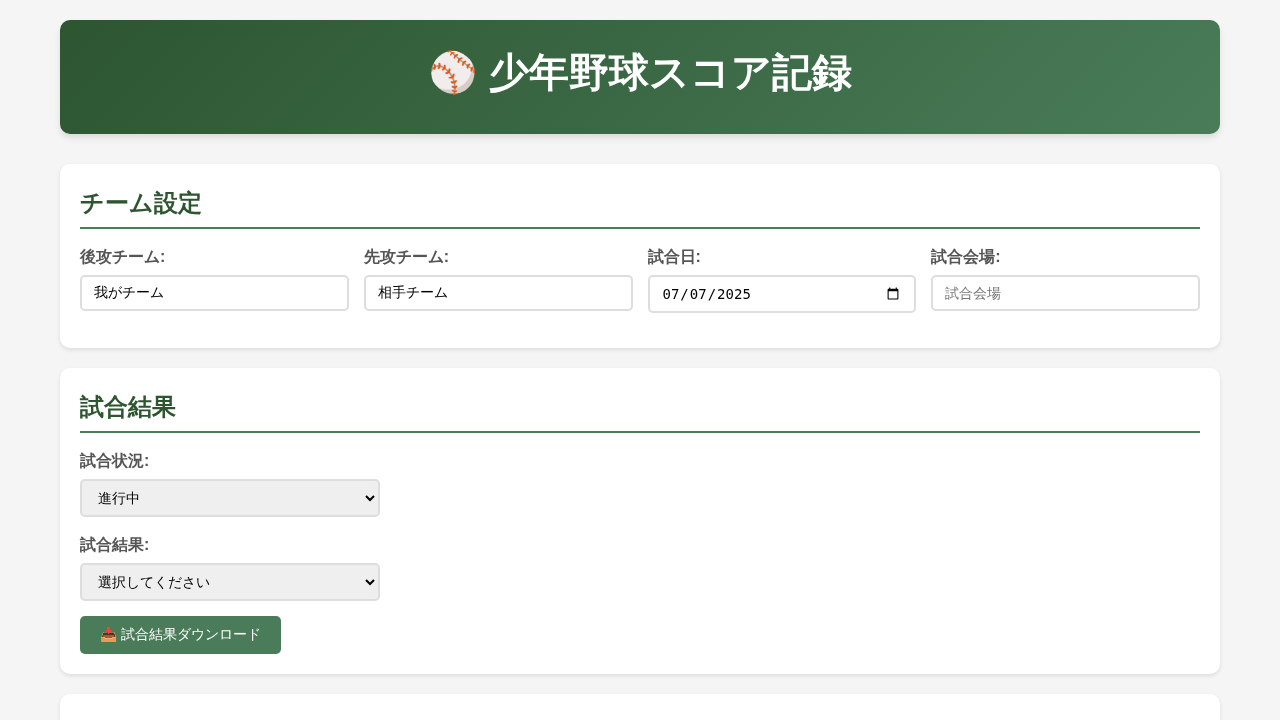 ⚾ 少年野球スコア記録
チーム設定
後攻チーム: 先攻チーム: 試合日: 試合会場:
我がチーム 相手チーム 07/07/2025 試合会場
試合結果
試合状況:
進行中
試合結果:
選択してください
📥 試合結果ダウンロード